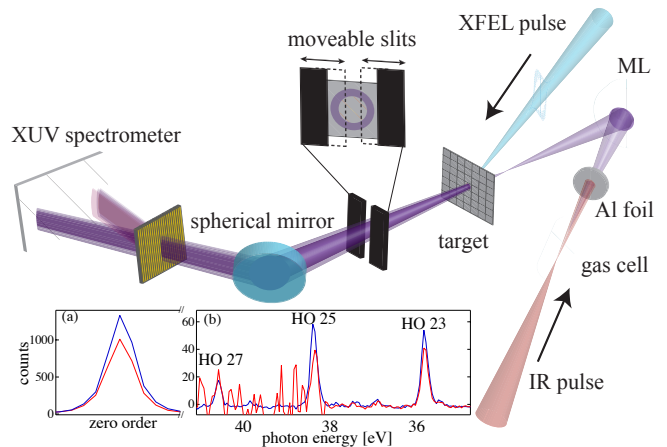 XFEL pulse
moveable slits
ML
XUV spectrometer
spherical mirror
Al foil
target
gas cell
IR pulse
(a)
(b)
HO 25
HO 23
HO 27
counts
1000
500
0
60
40
20
0
zero order
40
38
36
photon energy [eV]